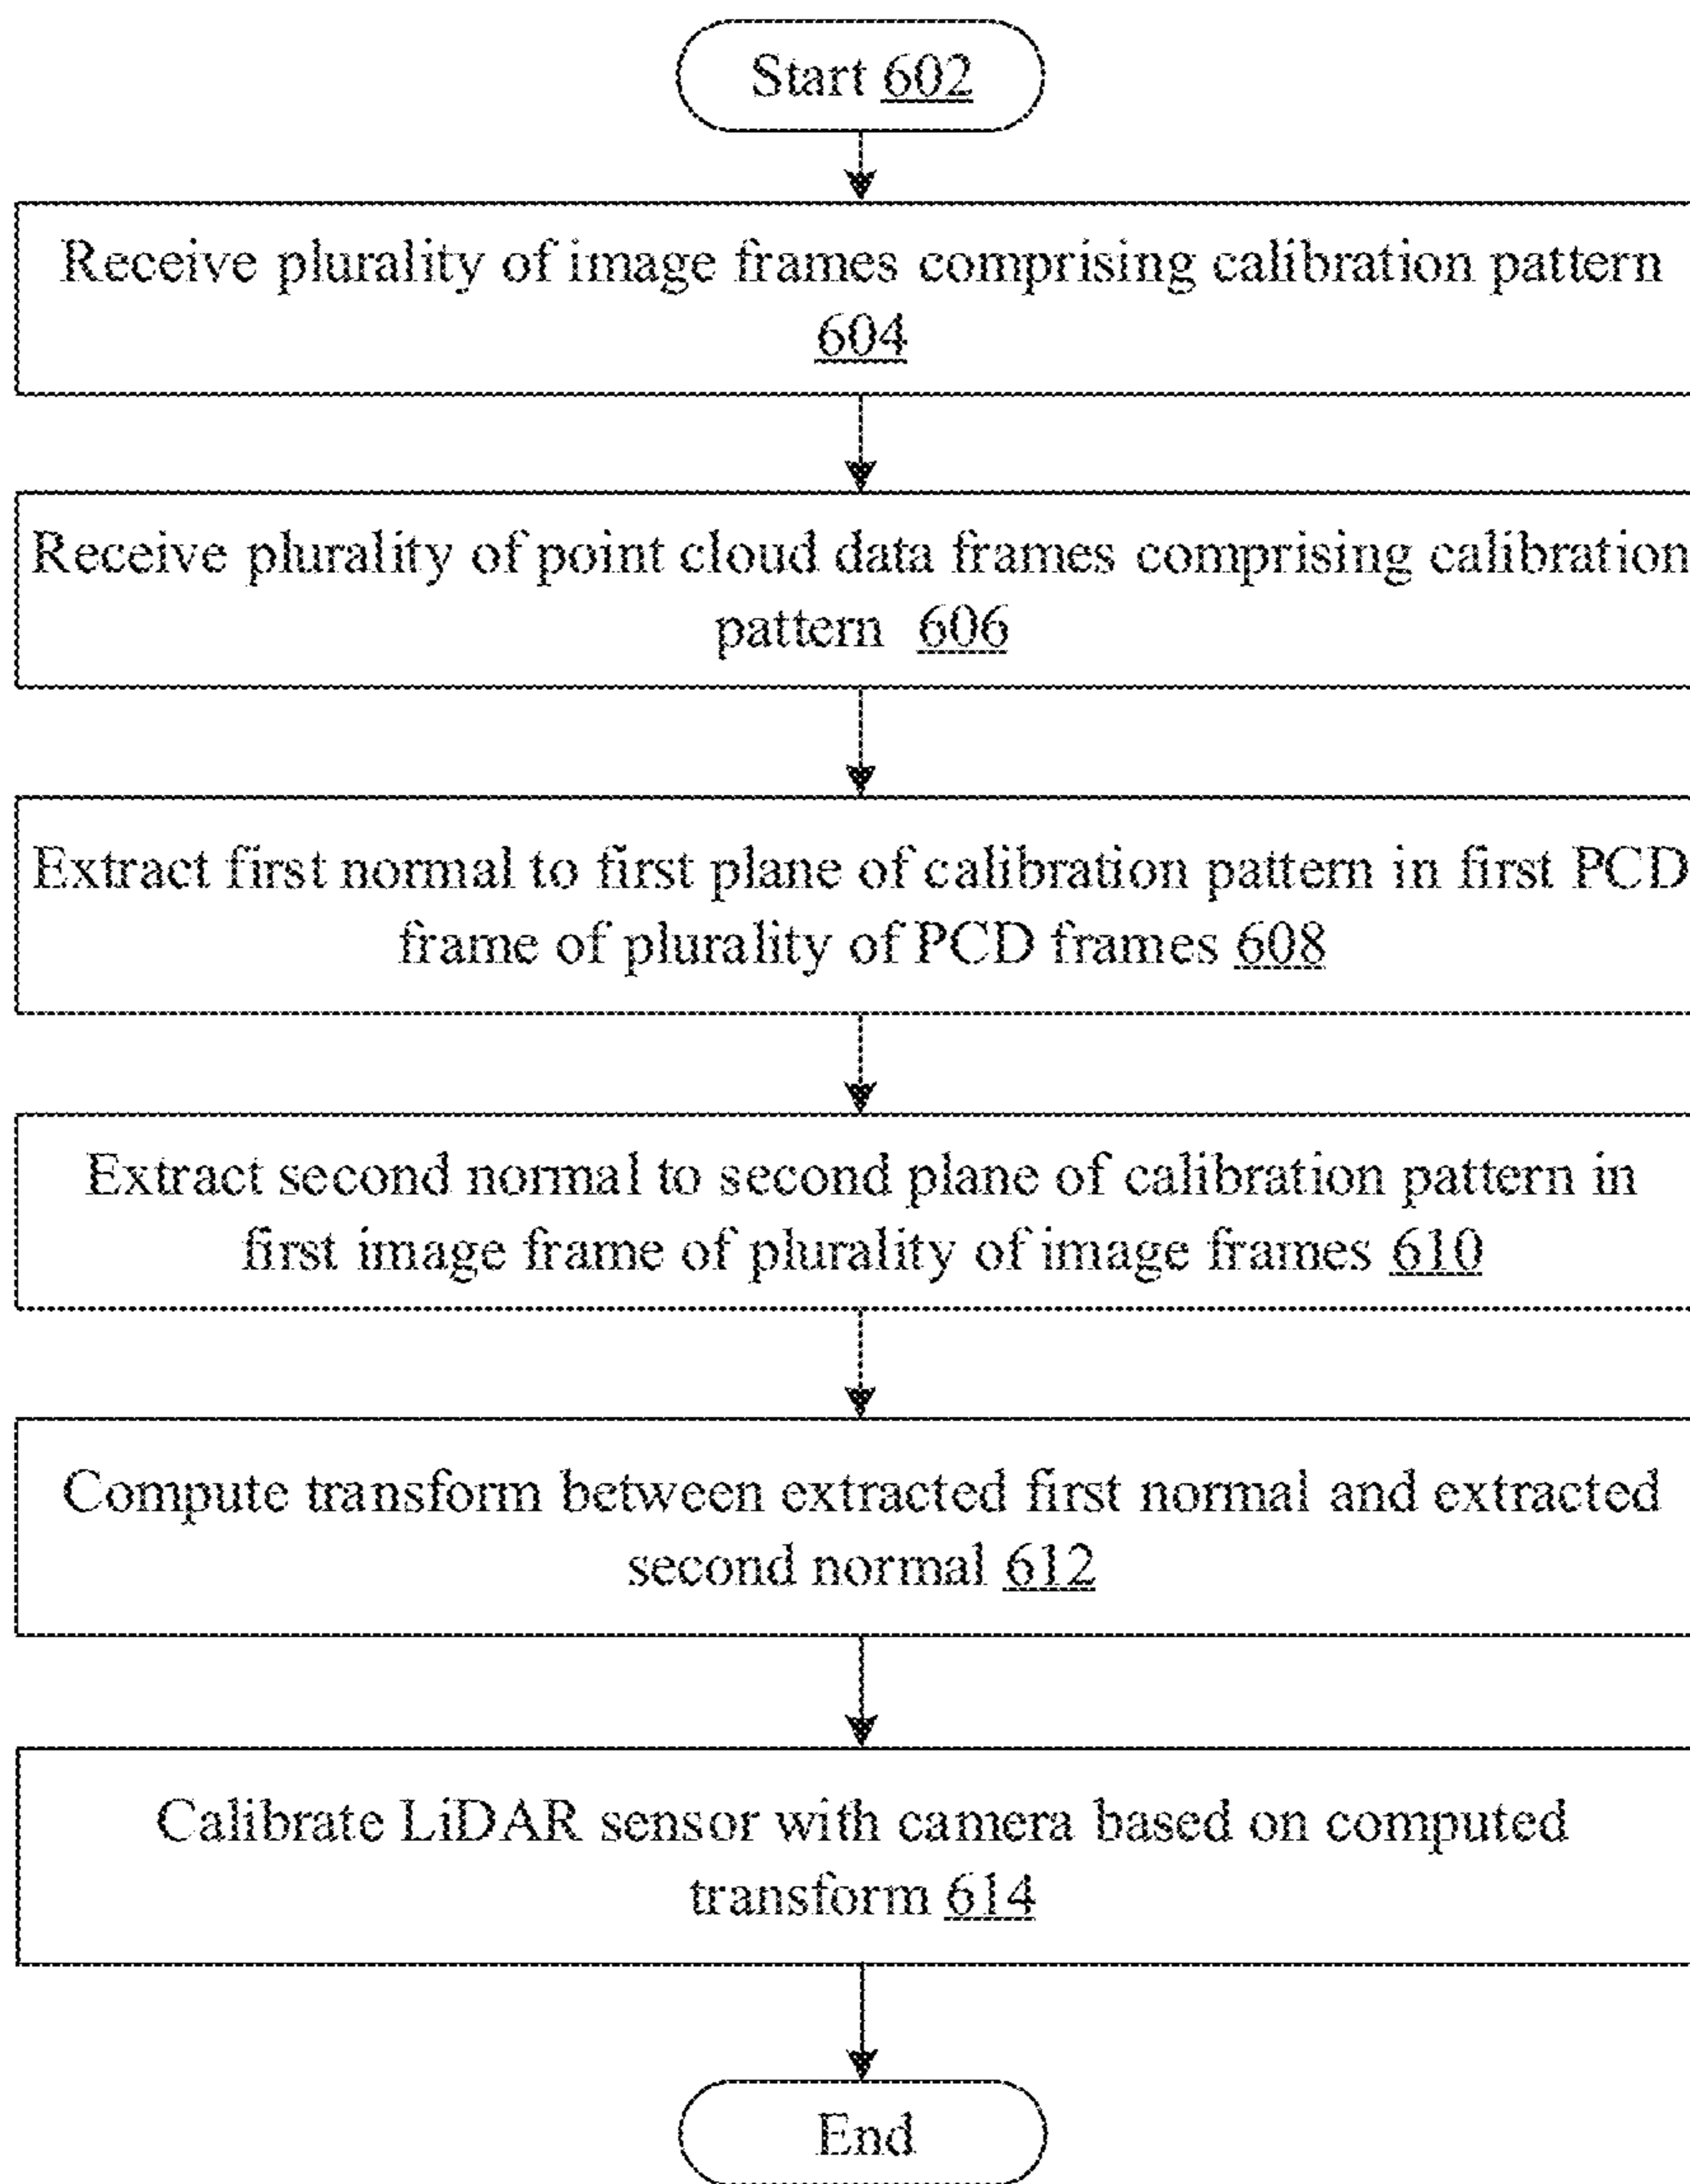 Start 602
Receive plurality of image frames comprising calibration pattern
604
Receive plurality of point cloud data frames comprising calibration
pattern 606
Extract first normal to first plane of calibration pattern in first PCD
frame of plurality of PCD frames 608
Extract second normal to second plane of calibration pattern in
first image frame of plurality of image frames 610
Compute transform between extracted first normal and extracted
second normal 612
Calibrate LiDAR sensor with camera based on computed
transform 614
End